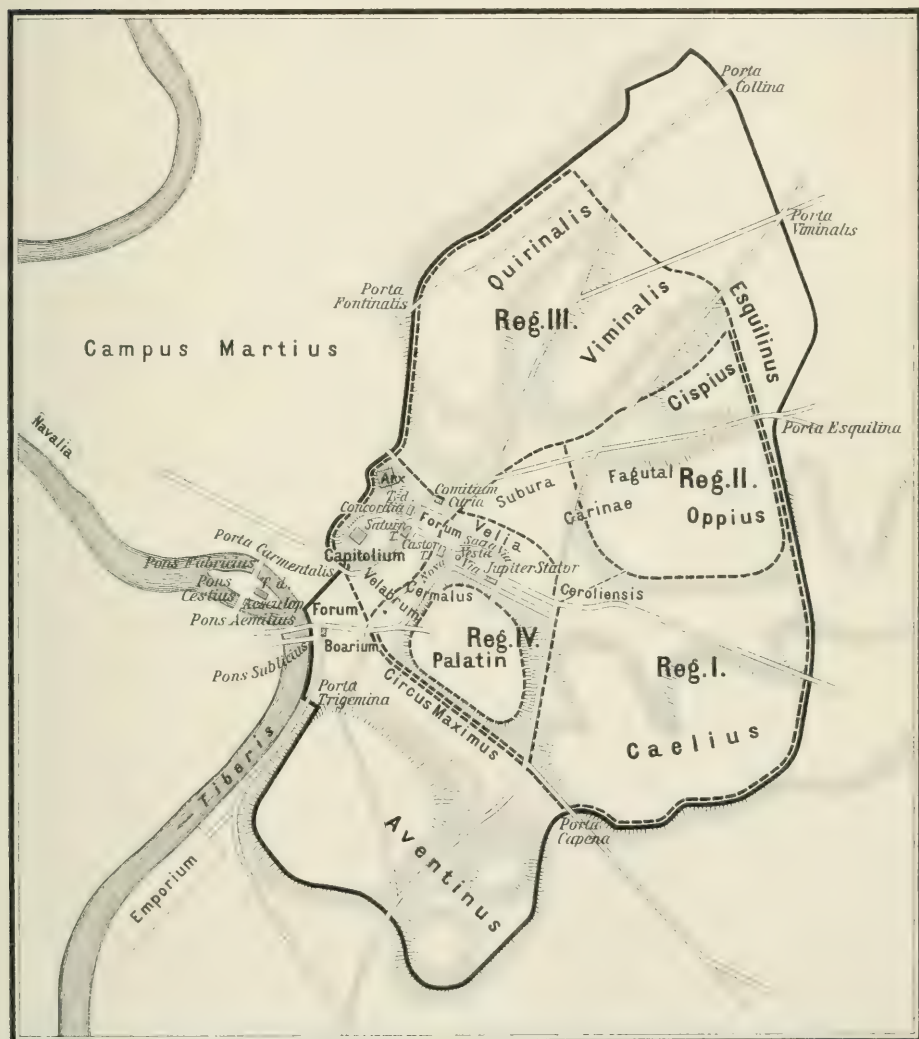 Porta
Collina
Porta
Viminalis
Quirinalis
Porta
Fontinalis
Reg. III.
Viminalis
Esquilinus
Campus Martius
Cispius
Porta Esquilina
Navalia
Arx
Comitium
Curia
Subura
Fagutal
Reg. II.
Carinae
Oppius
T. d.
Concordia
Saturn
T.
Forum
Velia
Castor
T.
Sacra V.
Vesta
Nova Via
Jupiter Stator
Capitolium
Porta Carmentalis
Pons Fabricius
Pons
Cestius
T. d.
Aesculap
Pons Aemilius
Velabrum
Cermalus
Ceroliensis
Forum
Boarium
Reg. IV.
Palatin
Reg. I.
Pons Sublicius
Porta
Trigemina
Circus Maximus
Caelius
Tiberis
Porta
Capena
Aventinus
Emporium